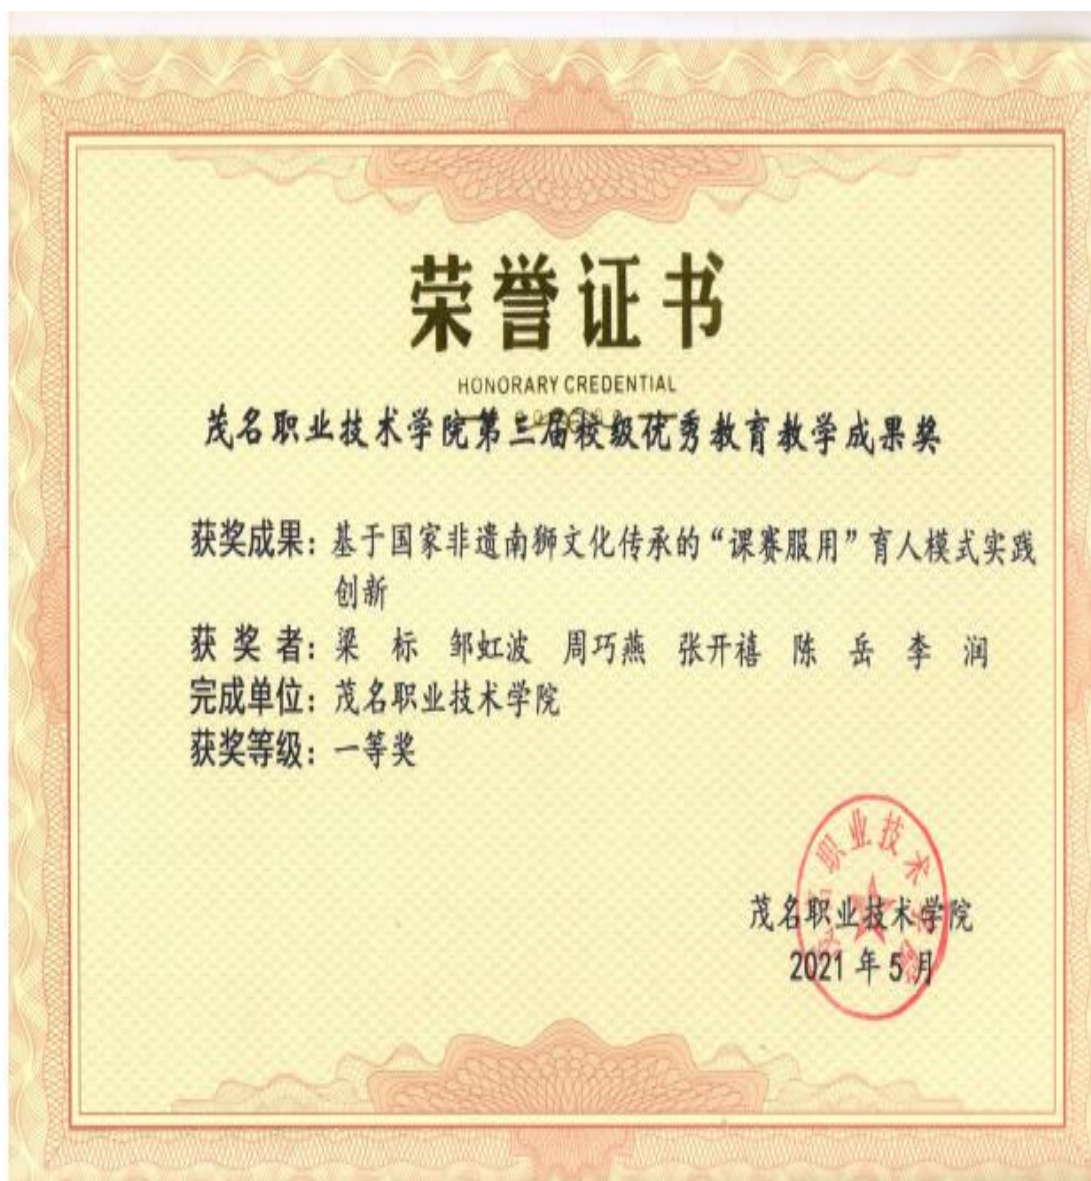 荣誉证书
HONORARY CREDENTIAL
茂名职业技术学院第三届校级优秀教育教学成果奖
获奖成果：基于国家非遗南狮文化传承的“课赛服用”育人模式实践
创新
获 奖 者：梁 标 邹虹波 周巧燕 张开禧 陈 岳 李 润
完成单位：茂名职业技术学院
获奖等级：一等奖
职业技术
茂名职业技术学院
2021 年 5 月